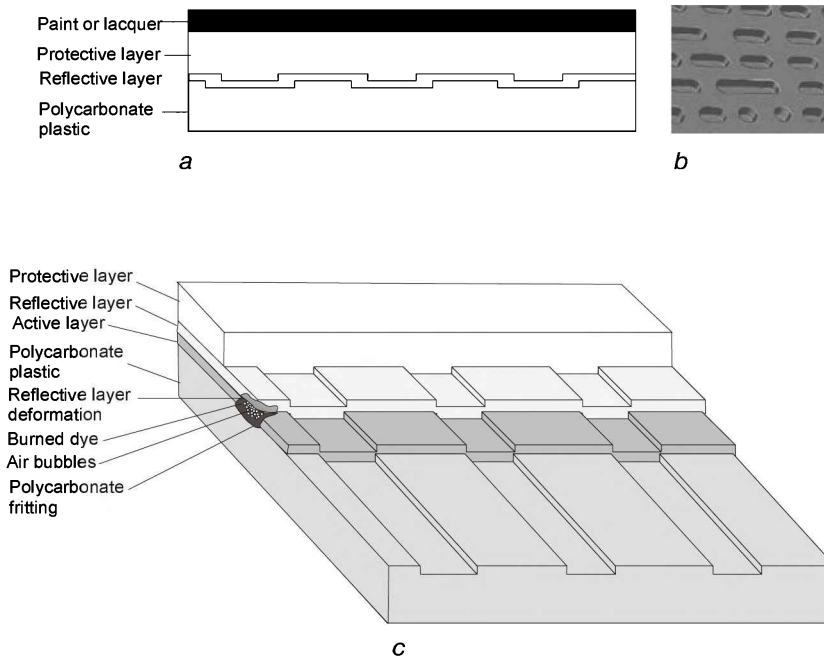 Paint or lacquer
Protective layer
Reflective layer
Polycarbonate
plastic
a
b
Protective layer
Reflective layer
Active layer
Polycarbonate
plastic
Reflective layer
deformation
Burned dye
Air bubbles
Polycarbonate
fritting
c